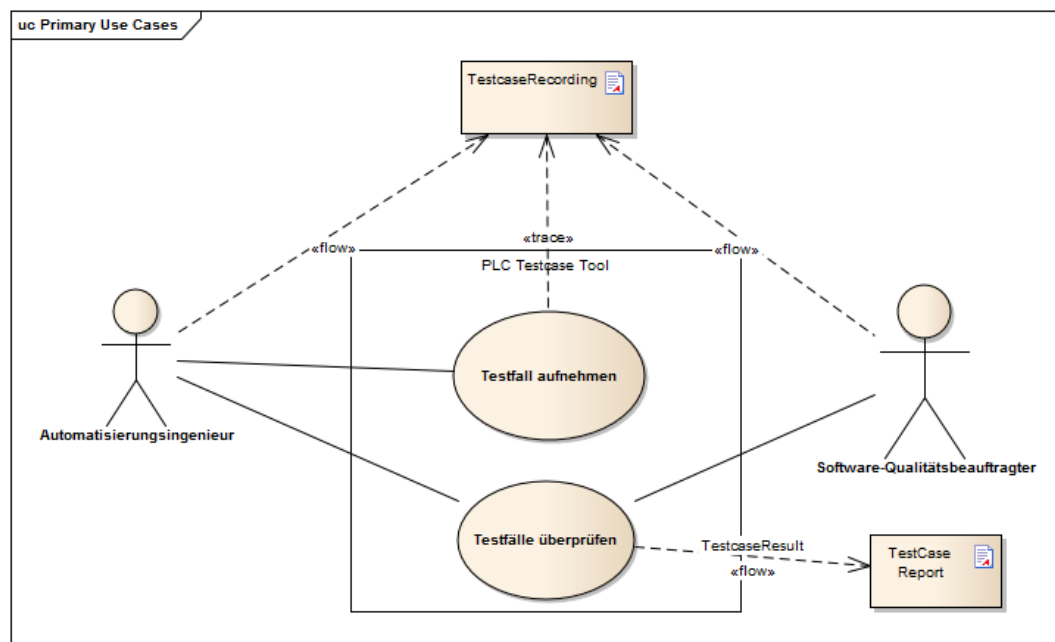 uc Primary Use Cases
TestcaseRecording
«flow»
«trace»
«flow»
PLC Testcase Tool
Testfall aufnehmen
Automatisierungsingenieur
Software-Qualitätsbeauftragter
Testfälle überprüfen
TestcaseResult
«flow»
TestCase
Report